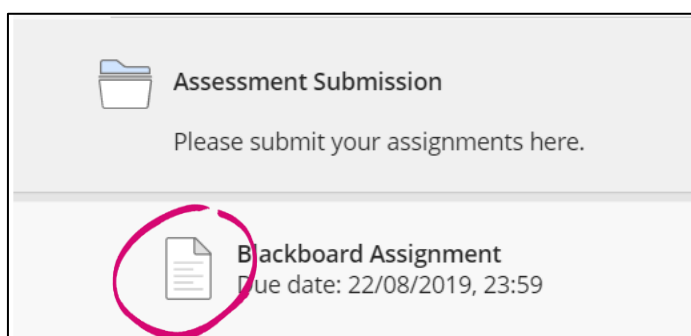 Assessment Submission
Please submit your assignments here.
Blackboard Assignment
Due date: 22/08/2019, 23:59